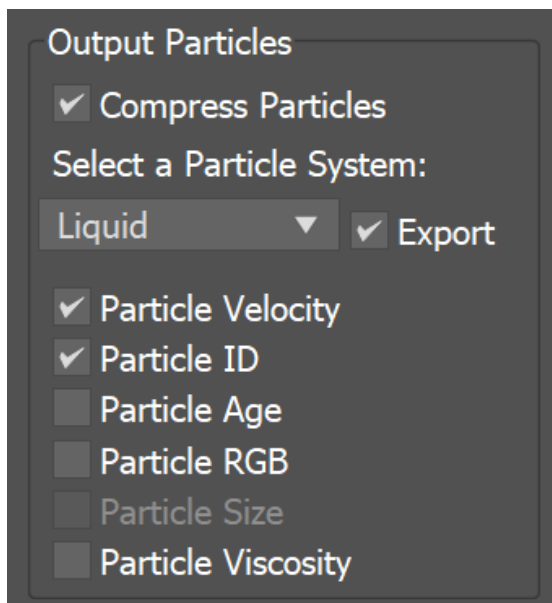 Output Particles
Compress Particles
Select a Particle System:
Liquid Export
Particle Velocity
Particle ID
Particle Age
Particle RGB
Particle Size
Particle Viscosity